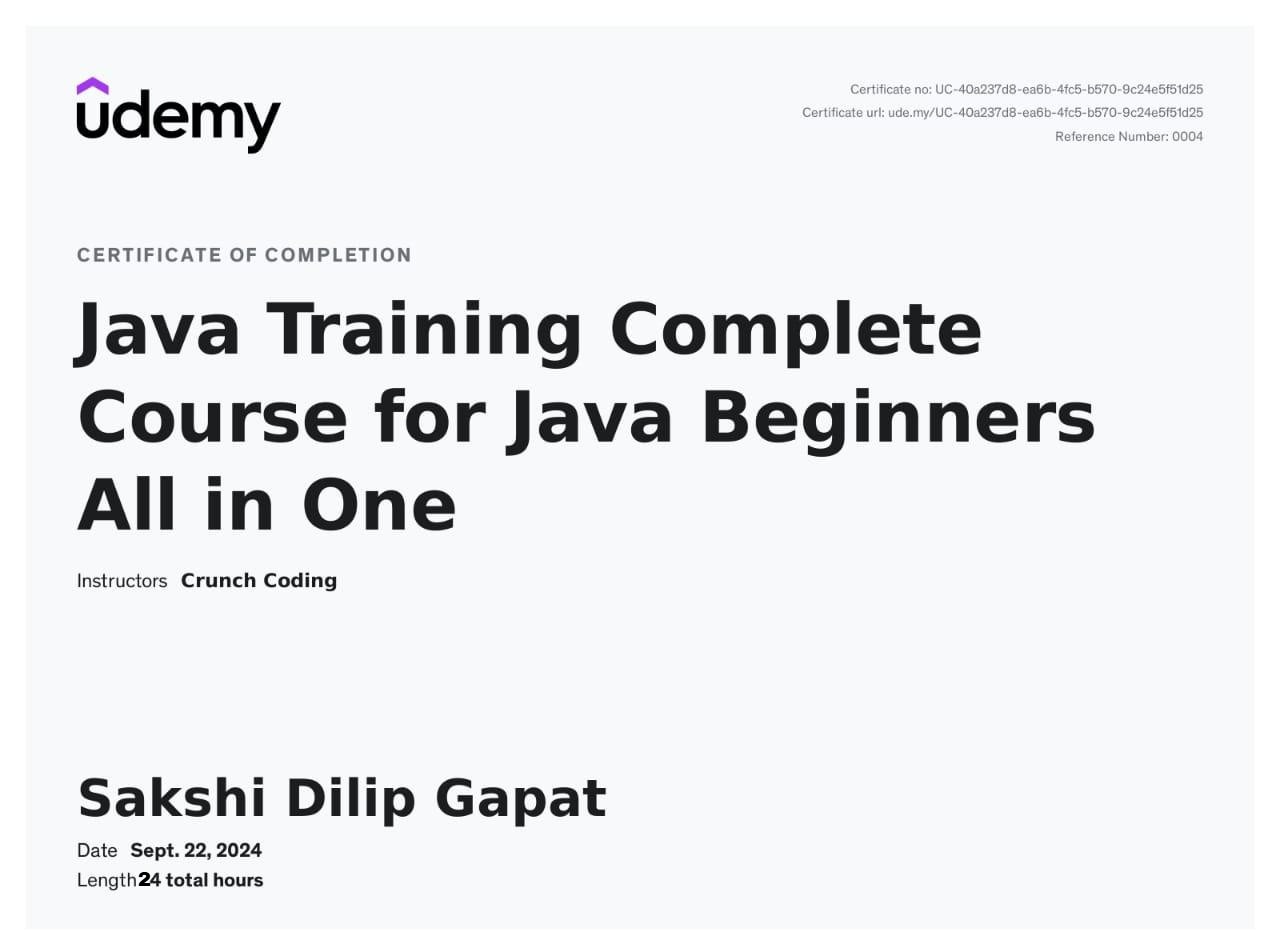 udemy
Certificate no: UC-40a237d8-ea6b-4fc5-b570-9c24e5f51d25
Certificate url: ude.my/UC-40a237d8-ea6b-4fc5-b570-9c24e5f51d25
Reference Number: 0004
CERTIFICATE OF COMPLETION
Java Training Complete
Course for Java Beginners
All in One
Instructors Crunch Coding
Sakshi Dilip Gapat
Date Sept. 22, 2024
Length24 total hours